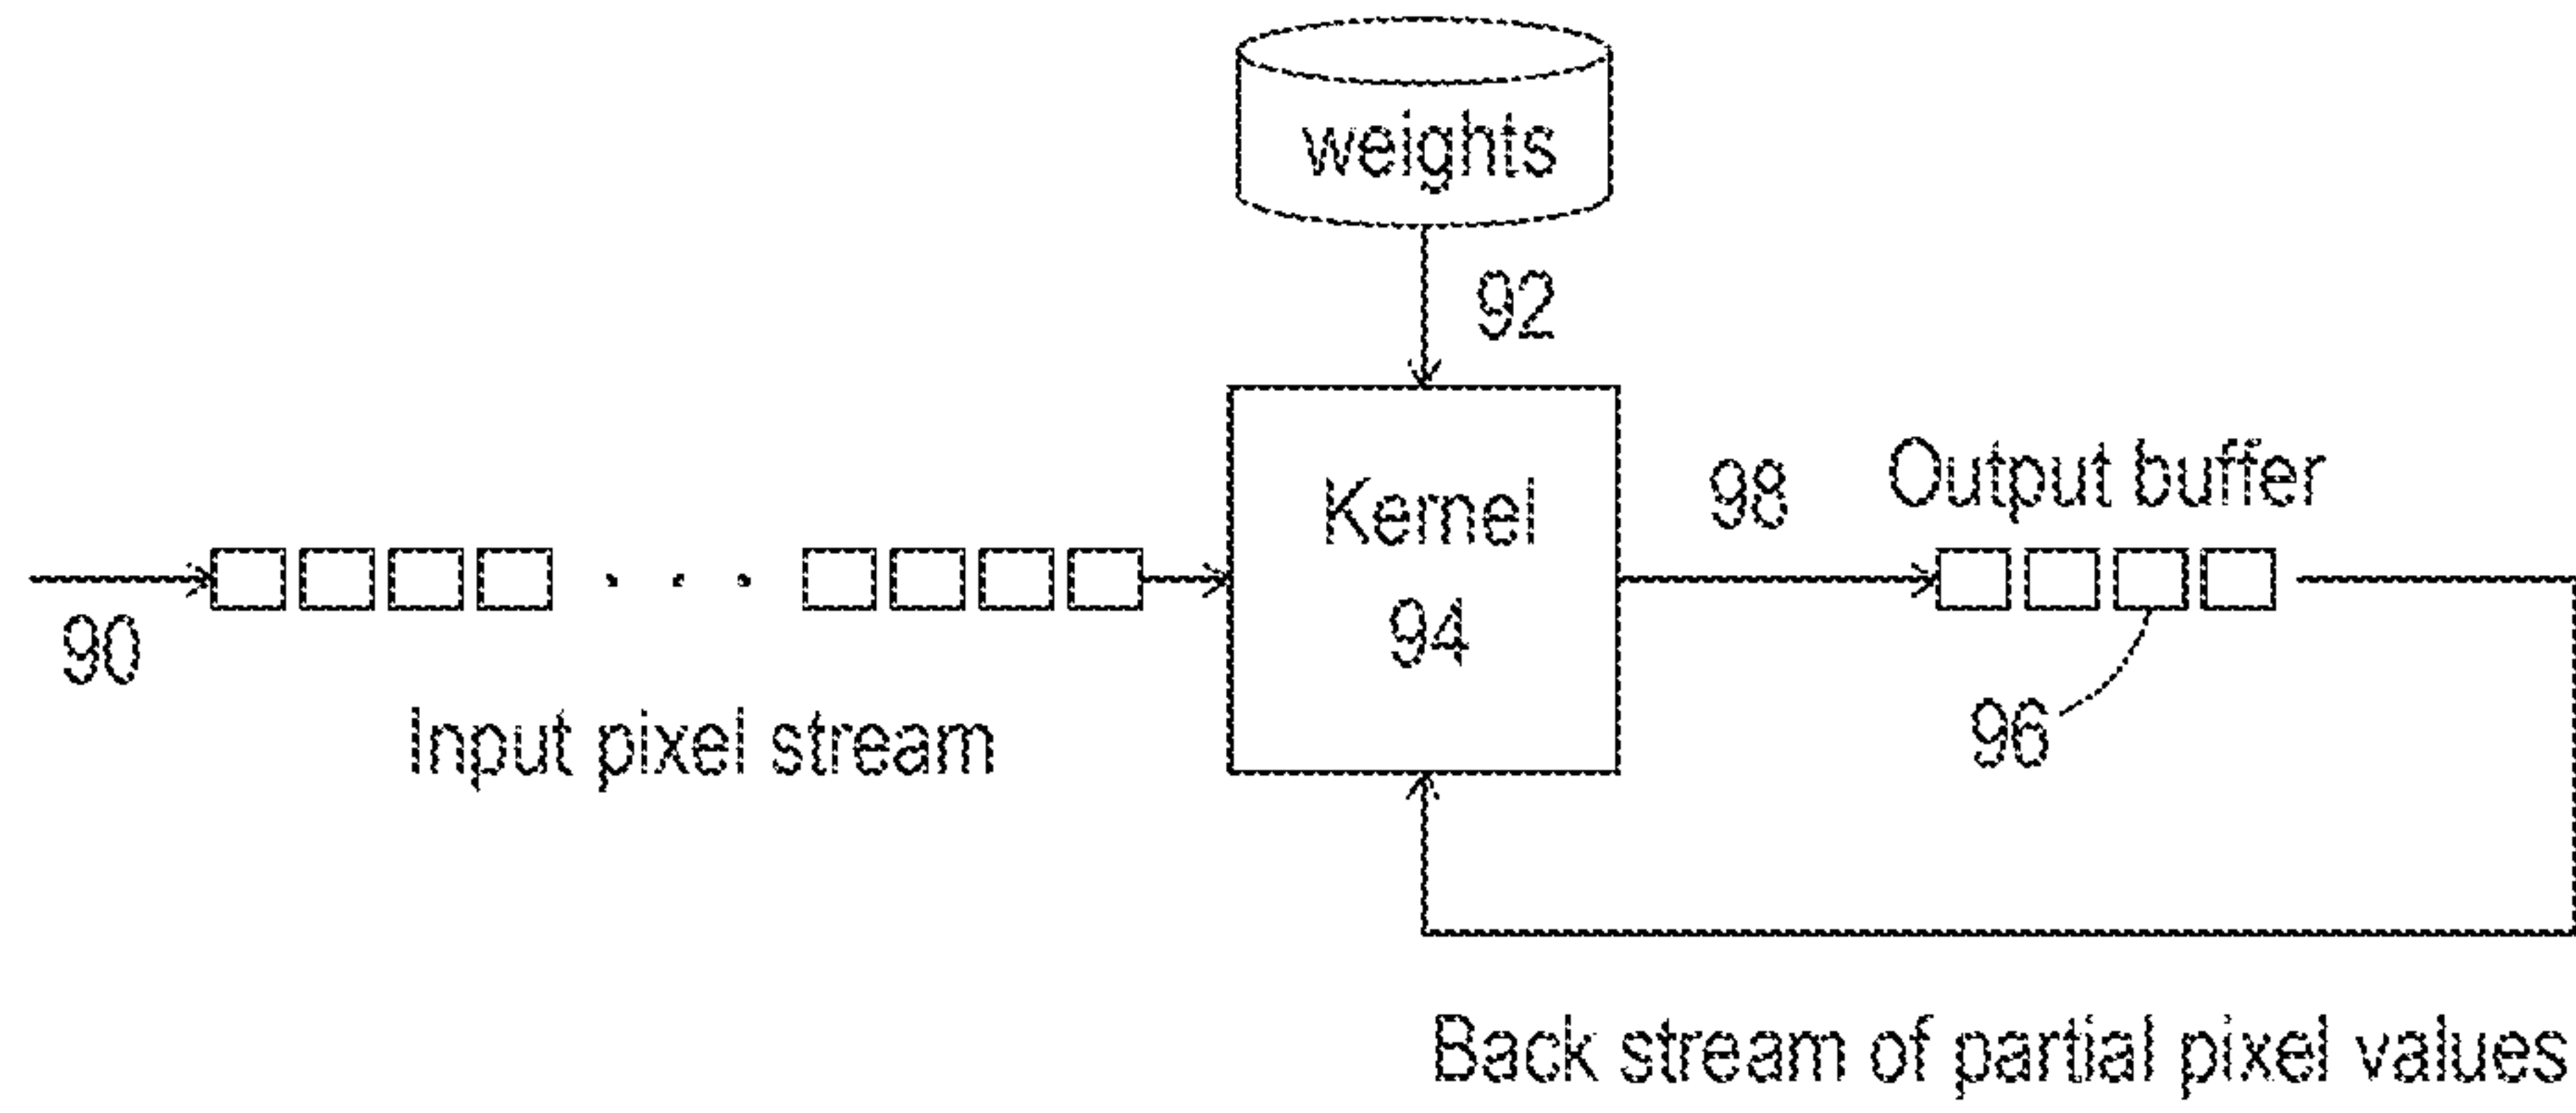 weights
92
Kernel
94
98
Output buffer
90
Input pixel stream
96
Back stream of partial pixel values